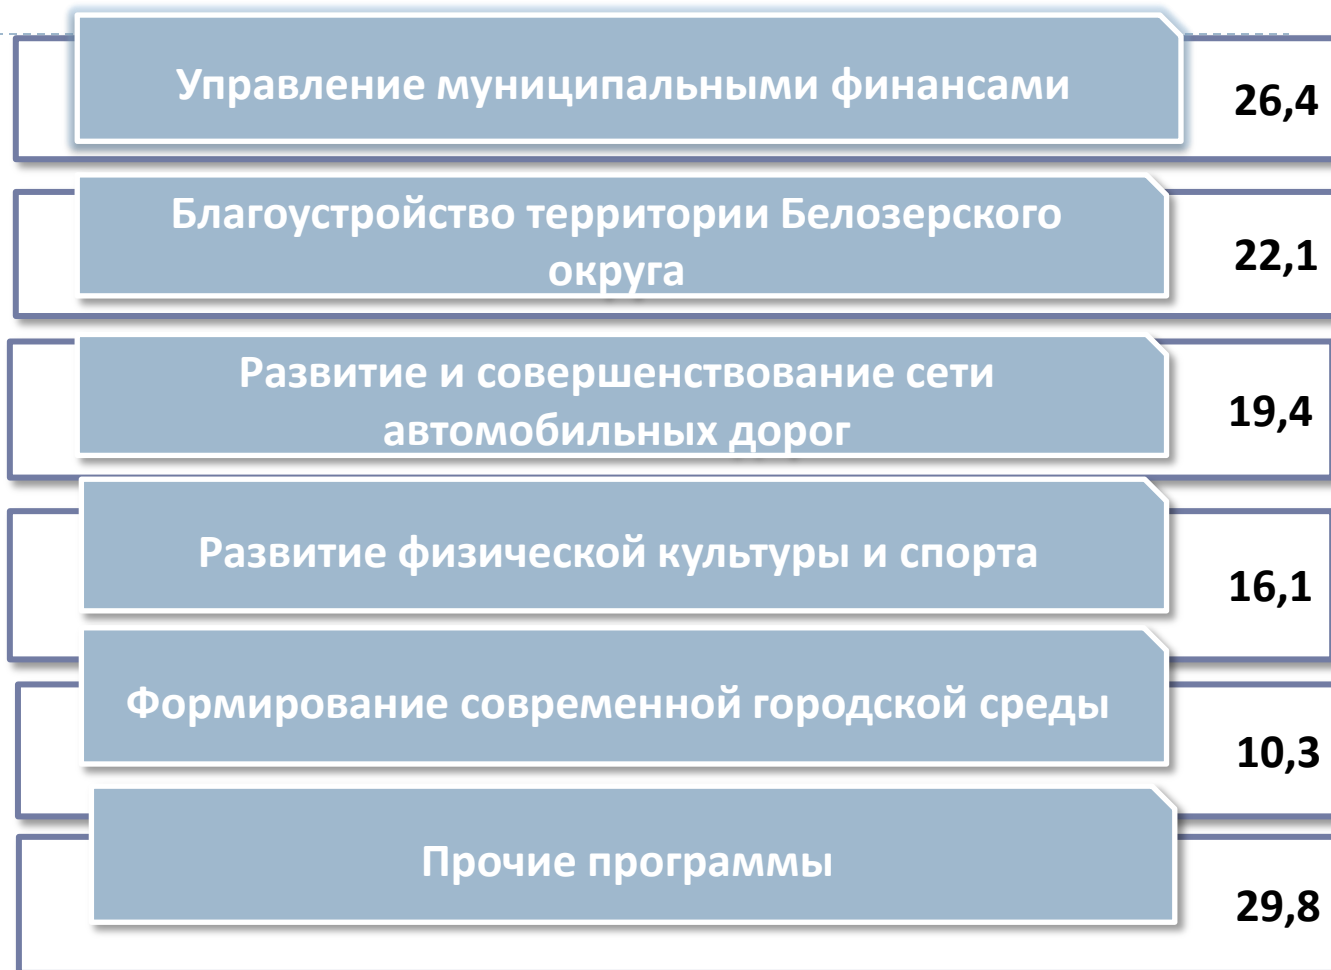 Управление муниципальными финансами
26,4
Благоустройство территории Белозерского
округа
22,1
Развитие и совершенствование сети
автомобильных дорог
19,4
Развитие физической культуры и спорта
16,1
Формирование современной городской среды
10,3
Прочие программы
29,8